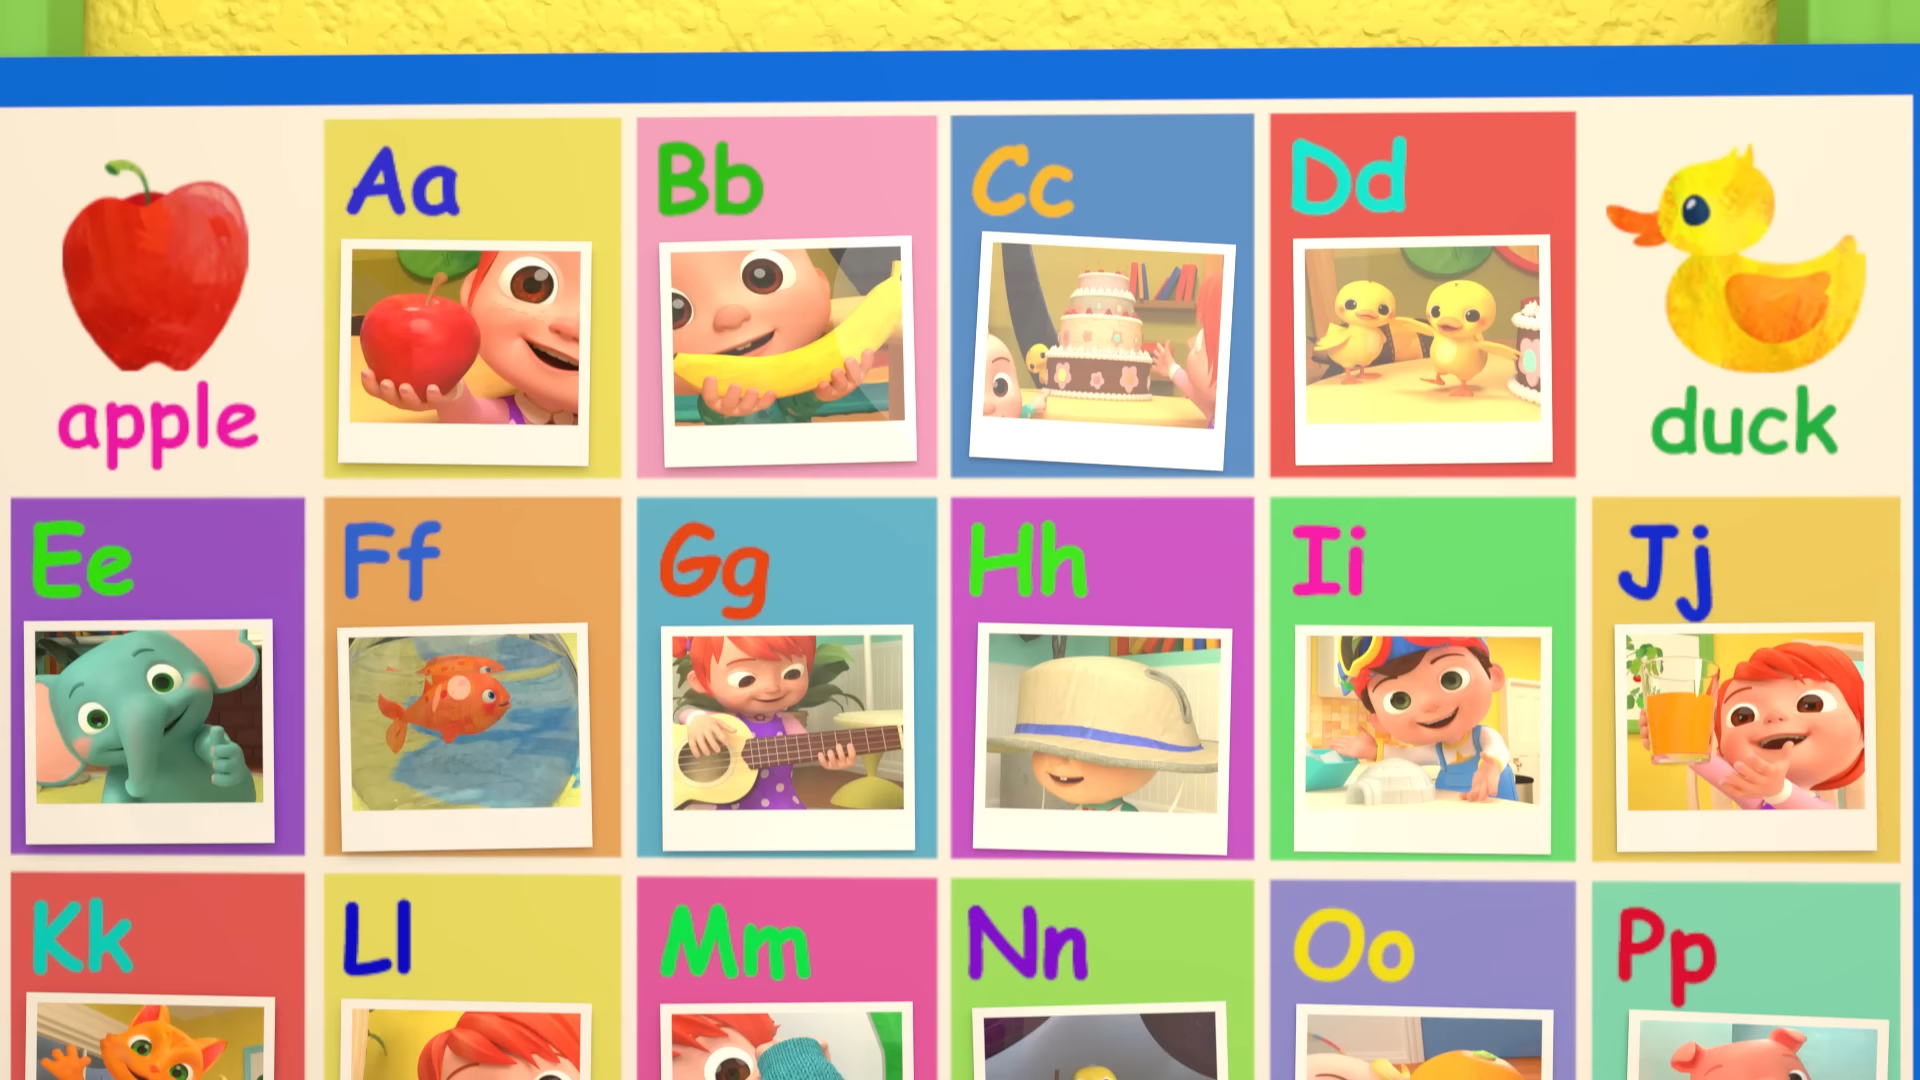 Aa Bb Cc Dd
apple duck
Ee Ff Gg Hh Ii Jj
Kk Ll Mm Nn Oo Pp